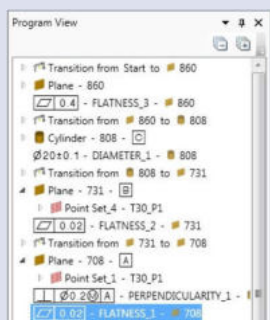 Program View
Transition from Start to 860
Plane - 860
0.4 - FLATNESS_3 - 860
Transition from 860 to 808
Cylinder - 808 - C
Ø20±0.1 - DIAMETER_1 - 808
Transition from 808 to 731
Plane - 731 - B
Point Set_4 - T30_P1
0.02 - FLATNESS_2 - 731
Transition from 731 to 708
Plane - 708 - A
Point Set_1 - T30_P1
Ø0.2Ⓜ A - PERPENDICULARITY_1 -
0.02 - FLATNESS_1 - 708